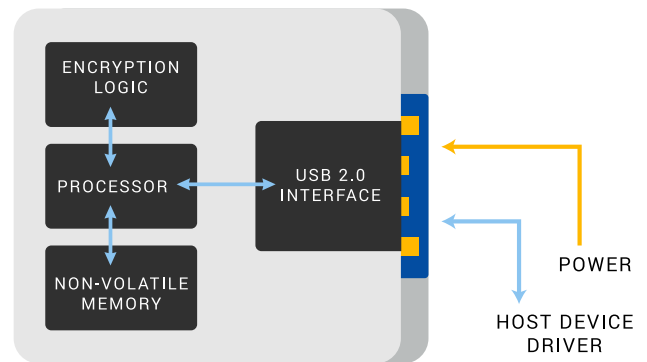 ENCRYPTION
LOGIC
PROCESSOR
NON-VOLATILE
MEMORY
USB 2.0
INTERFACE
POWER
HOST DEVICE
DRIVER